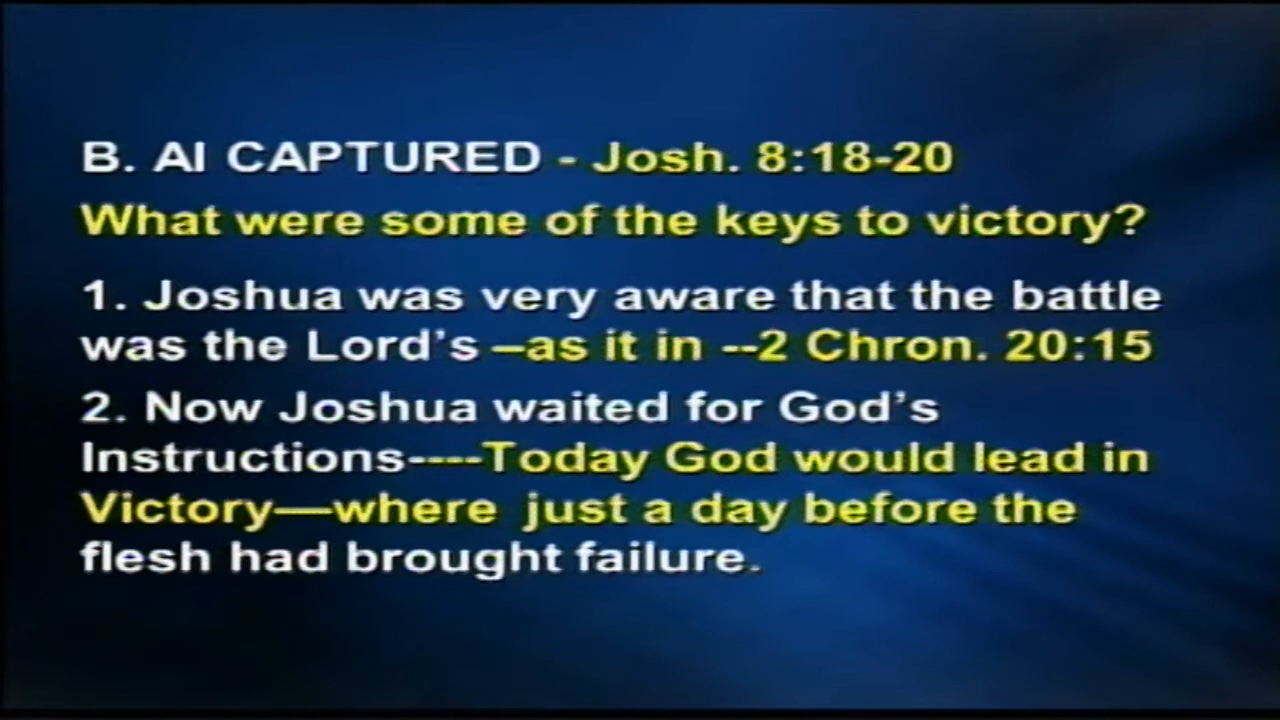 B. AI CAPTURED - Josh. 8:18-20
What were some of the keys to victory?
1. Joshua was very aware that the battle
was the Lord’s –as it in --2 Chron. 20:15
2. Now Joshua waited for God’s
Instructions----Today God would lead in
Victory—where just a day before the
flesh had brought failure.